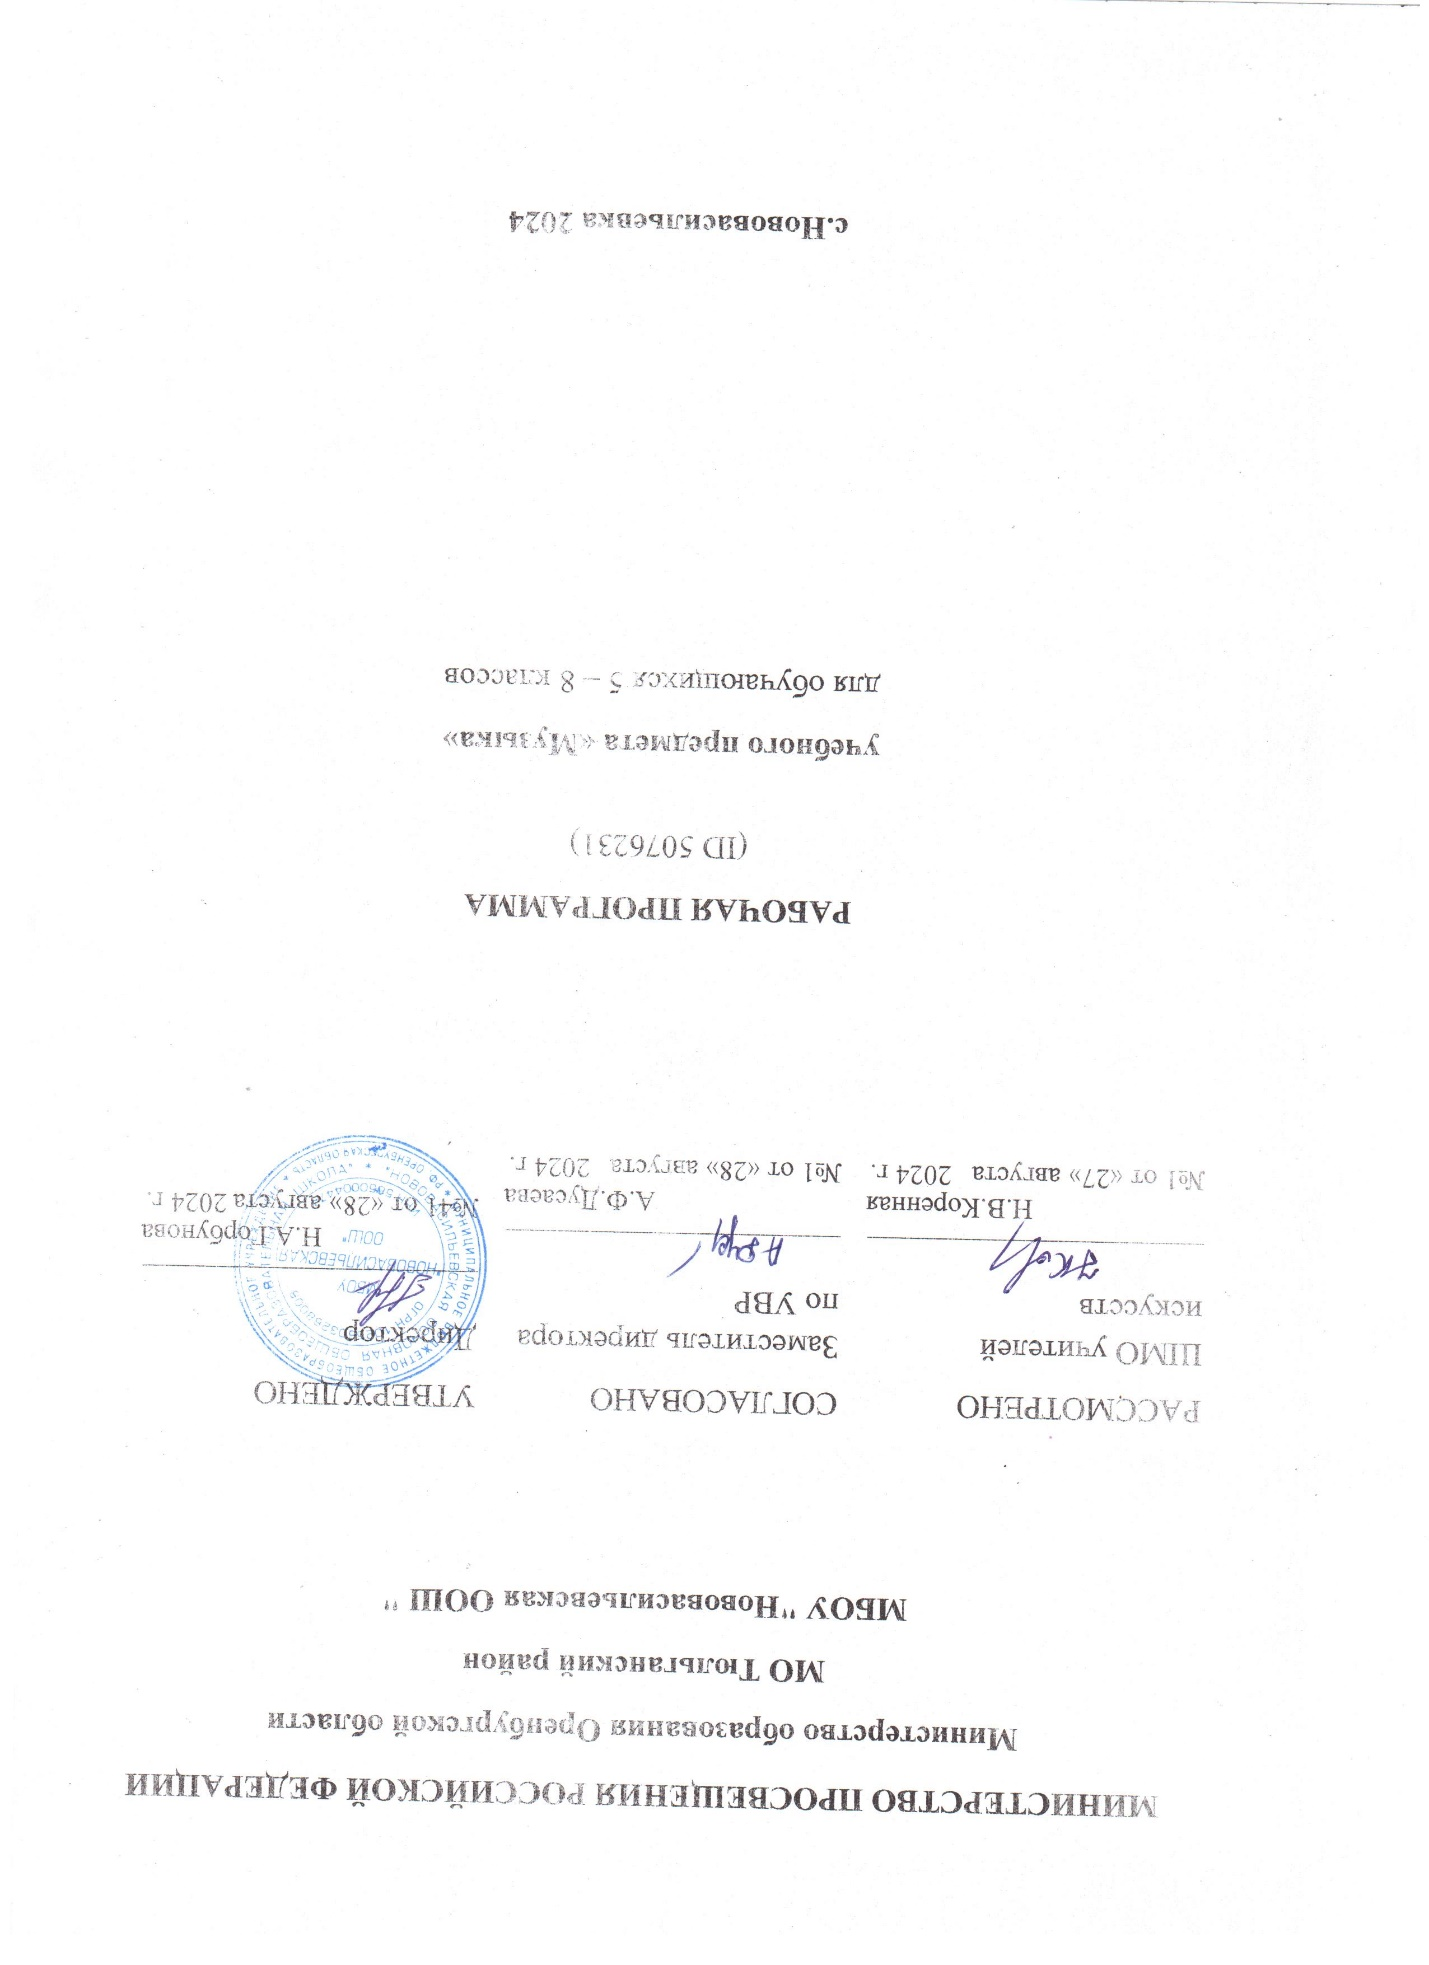 МИНИСТЕРСТВО ПРОСВЕЩЕНИЯ РОССИЙСКОЙ ФЕДЕРАЦИИ
Министерство образования Оренбургской области
МО Тюльганский район
МБОУ "Нововасильевская ООШ "
РАССМОТРЕНО
ШМО учителей
искусств
Н.В.Коренная
№1 от «27» августа 2024 г.
СОГЛАСОВАНО
Заместитель директора
по УВР
А.Ф.Дусаева
№1 от «28» августа 2024 г.
УТВЕРЖДЕНО
Директор
Н.А.Горбунова
№41 от «28» августа 2024 г.
МБОУ
"НОВОВАСИЛЬЕВСКАЯ
ООШ"
РАБОЧАЯ ПРОГРАММА
(ID 5076231)
учебного предмета «Музыка»
для обучающихся 5 – 8 классов
с.Нововасильевка 2024